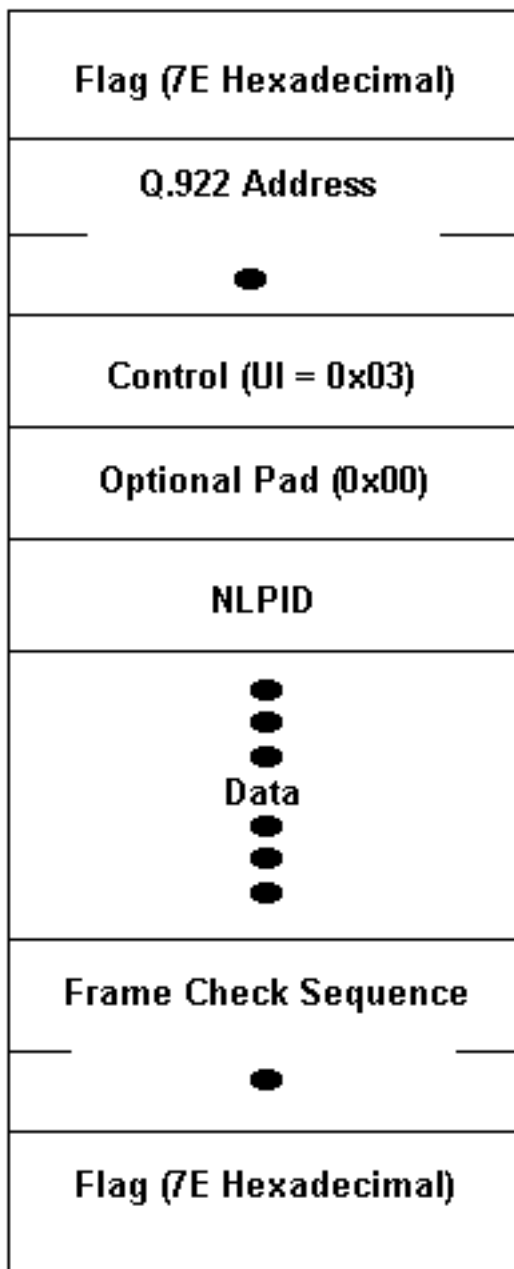 Flag (7E Hexadecimal)
Q.922 Address
Control (UI = 0x03)
Optional Pad (0x00)
NLPID
Data
Frame Check Sequence
Flag (7E Hexadecimal)